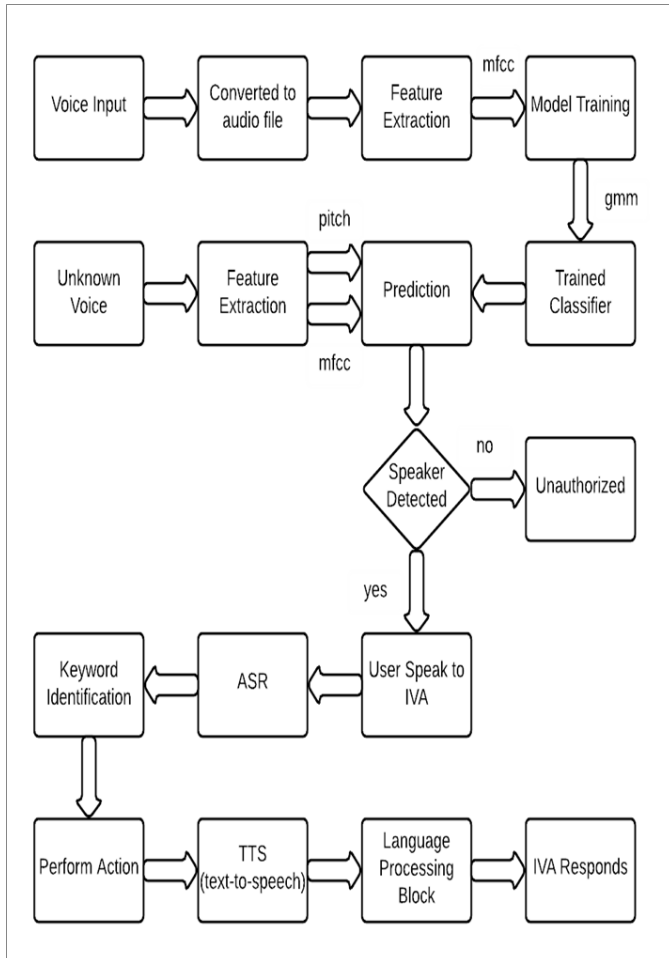 Voice Input
Converted to
audio file
Feature
Extraction
mfcc
Model Training
gmm
Unknown
Voice
Feature
Extraction
pitch
mfcc
Prediction
Trained
Classifier
Speaker
Detected
no
Unauthorized
yes
Keyword
Identification
ASR
User Speak to
IVA
Perform Action
TTS
(text-to-speech)
Language
Processing
Block
IVA Responds